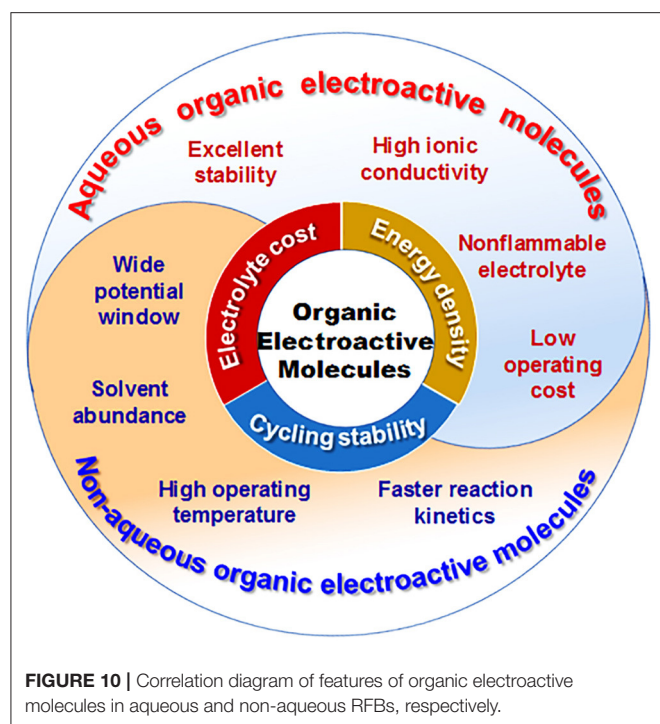 Aqueous organic electroactive molecules
Excellent
stability
High ionic
conductivity
Nonflammable
electrolyte
Low
operating
cost
Wide
potential
window
Solvent
abundance
High operating
temperature
Faster reaction
kinetics
Non-aqueous organic electroactive molecules
Electrolyte cost
Energy density
Cycling stability
Organic
Electroactive
Molecules
FIGURE 10 | Correlation diagram of features of organic electroactive
molecules in aqueous and non-aqueous RFBs, respectively.